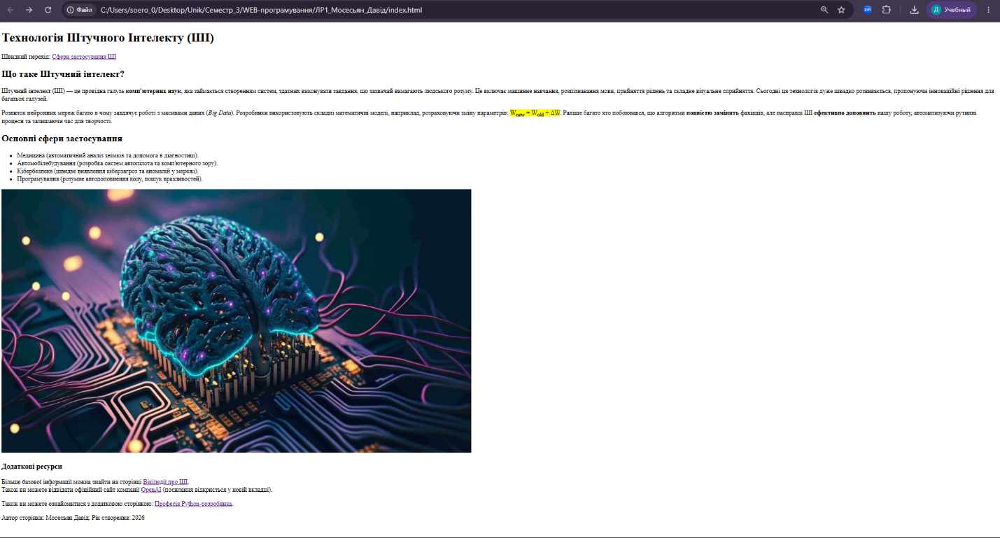 Файл
C:/Users/soero_0/Desktop/Unik/Семестр_3/WEB-програмування/ЛР1_Мосесьян_Давід/index.html
zm
Д Учебный
Технологія Штучного Інтелекту (ШІ)
Швидкий перехід: Сфери застосування ШІ
Що таке Штучний інтелект?
Штучний інтелект (ШІ) — це провідна галузь комп'ютерних наук, яка займається створенням систем, здатних виконувати завдання, що зазвичай вимагають людського розуму. Це включає машинне навчання, розпізнавання мови, прийняття рішень та складне візуальне сприйняття. Сьогодні ця технологія дуже швидко розвивається, пропонуючи інноваційні рішення для
багатьох галузей.
Розвиток нейронних мереж багато в чому завдячує роботі з масивами даних (Big Data). Розробники використовують складні математичні моделі, наприклад, розраховуючи зміну параметрів: Wnew = Wold + ΔW. Раніше багато хто побоювався, що алгоритми повністю замінять фахівців, але насправді ШІ ефективно доповнить нашу роботу, автоматизуючи рутинні
процеси та залишаючи час для творчості.
Основні сфери застосування
• Медицина (автоматичний аналіз знімків та допомога в діагностиці).
• Автомобілебудування (розробка систем автопілота та комп'ютерного зору).
• Кібербезпека (швидке виявлення кіберзагроз та аномалій у мережі).
• Програмування (розумне автодоповнення коду, пошук вразливостей).
Додаткові ресурси
Більше базової інформації можна знайти на сторінці Вікіпедії про ШІ.
Також ви можете відвідати офіційний сайт компанії OpenAI (посилання відкриється у новій вкладці).
Також ви можете ознайомитися з додатковою сторінкою: Професія Python-розробника.
Автор сторінки: Мосесьян Давід. Рік створення: 2026